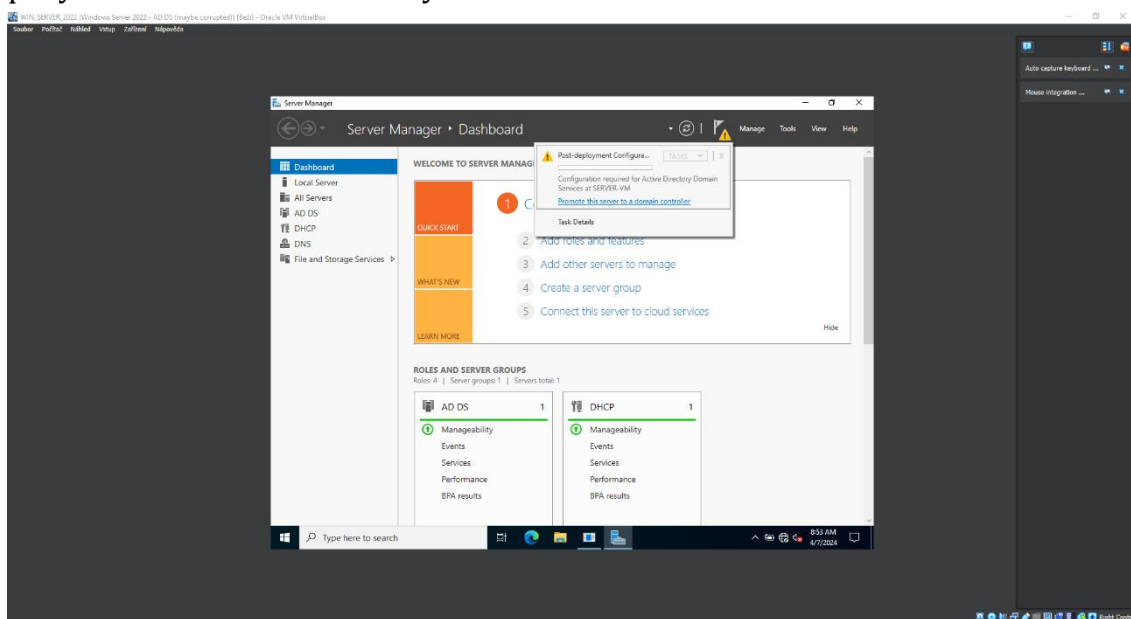 WIN_SERVER_2022 (Windows Server 2022 - AD DS (maybe corrupted)) [Běží] - Oracle VM VirtualBox
Soubor Počítač Náhled Vstup Zařízení Nápověda
Auto capture keyboard ...
Mouse integration ...
Server Manager
Server Manager • Dashboard
Manage Tools View Help
Dashboard
Local Server
All Servers
AD DS
DHCP
DNS
File and Storage Services
WELCOME TO SERVER MANAG
Post-deployment Configura...
TASKS
Configuration required for Active Directory Domain
Services at SERVER-VM
Promote this server to a domain controller
Task Details
QUICK START
WHAT'S NEW
LEARN MORE
1 C
2 Add roles and features
3 Add other servers to manage
4 Create a server group
5 Connect this server to cloud services
Hide
ROLES AND SERVER GROUPS
Roles: 4 | Server groups: 1 | Servers total: 1
AD DS 1
Manageability
Events
Services
Performance
BPA results
DHCP 1
Manageability
Events
Services
Performance
BPA results
Type here to search
8:53 AM
4/7/2024